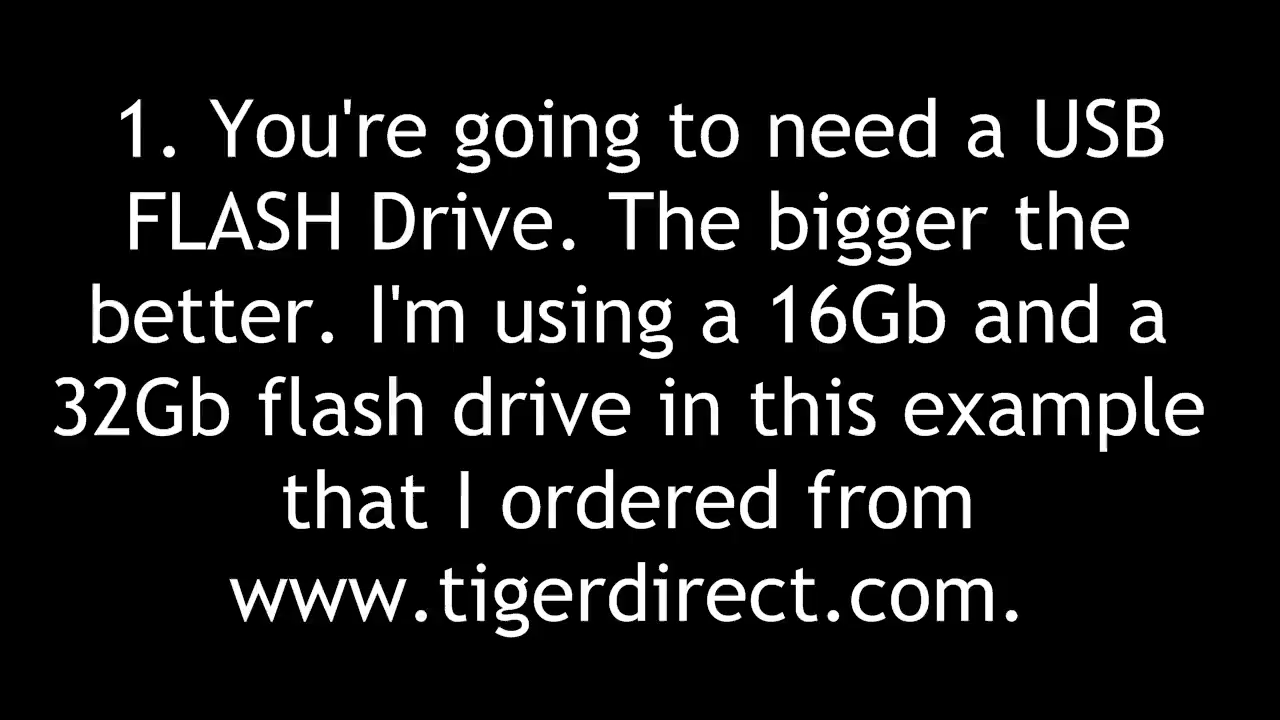 1. You're going to need a USB
FLASH Drive. The bigger the
better. I'm using a 16Gb and a
32Gb flash drive in this example
that I ordered from
www.tigerdirect.com.